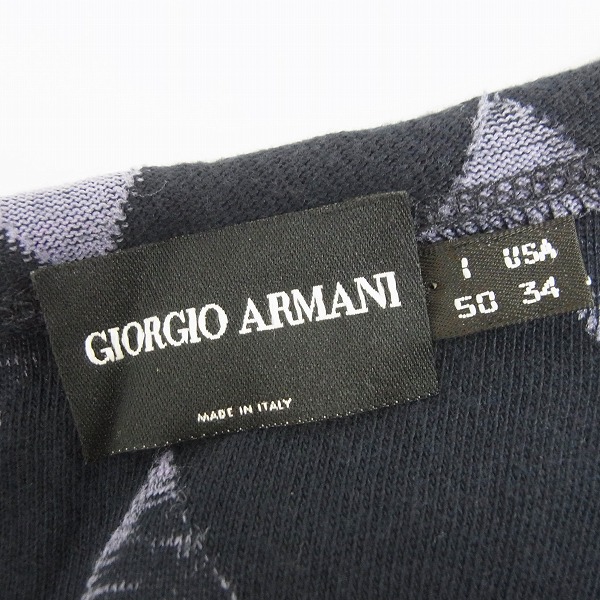 GIORGIO ARMANI
MADE IN ITALY
I USA
50 34